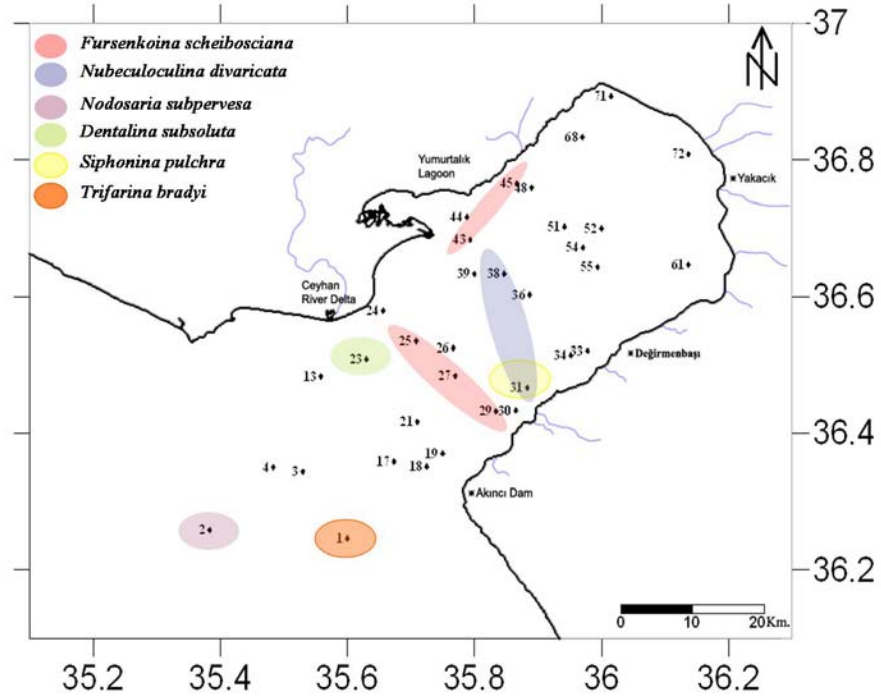 37
Fursenkoina scheibosciana
Nubeculoculina divaricata
Nodosaria subpervesa
Dentalina subsoluta
Siphonina pulchra
Trifarina bradyi
N
71
68
36.8
72
Yumurtalık
Lagoon
Yakacık
45
48
44
43
51
52
54
55
61
39
38
36
Ceyhan
River Delta
24
36.6
25
26
23
27
13
34
33
Değirmenbaşı
31
29
30
21
36.4
19
17
18
4
3
Akıncı Dam
2
1
36.2
0 10 20 Km.
35.2 35.4 35.6 35.8 36 36.2